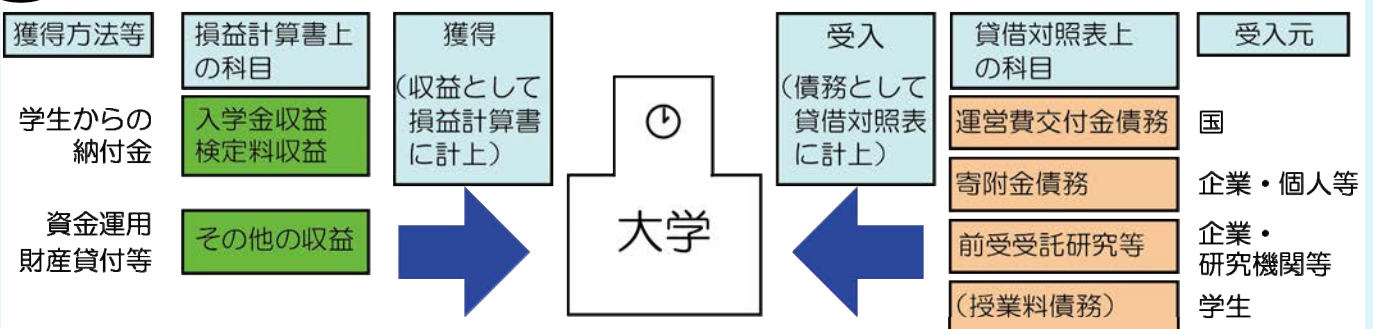 獲得方法等
損益計算書上
の科目
獲得
(収益として
損益計算書
に計上)
学生からの
納付金
入学金収益
検定料収益
資金運用
財産貸付等
その他の収益
大学
受入
(債務として
貸借対照表
に計上)
貸借対照表上
の科目
受入元
運営費交付金債務
国
寄附金債務
企業・個人等
前受受託研究等
企業・
研究機関等
(授業料債務)
学生